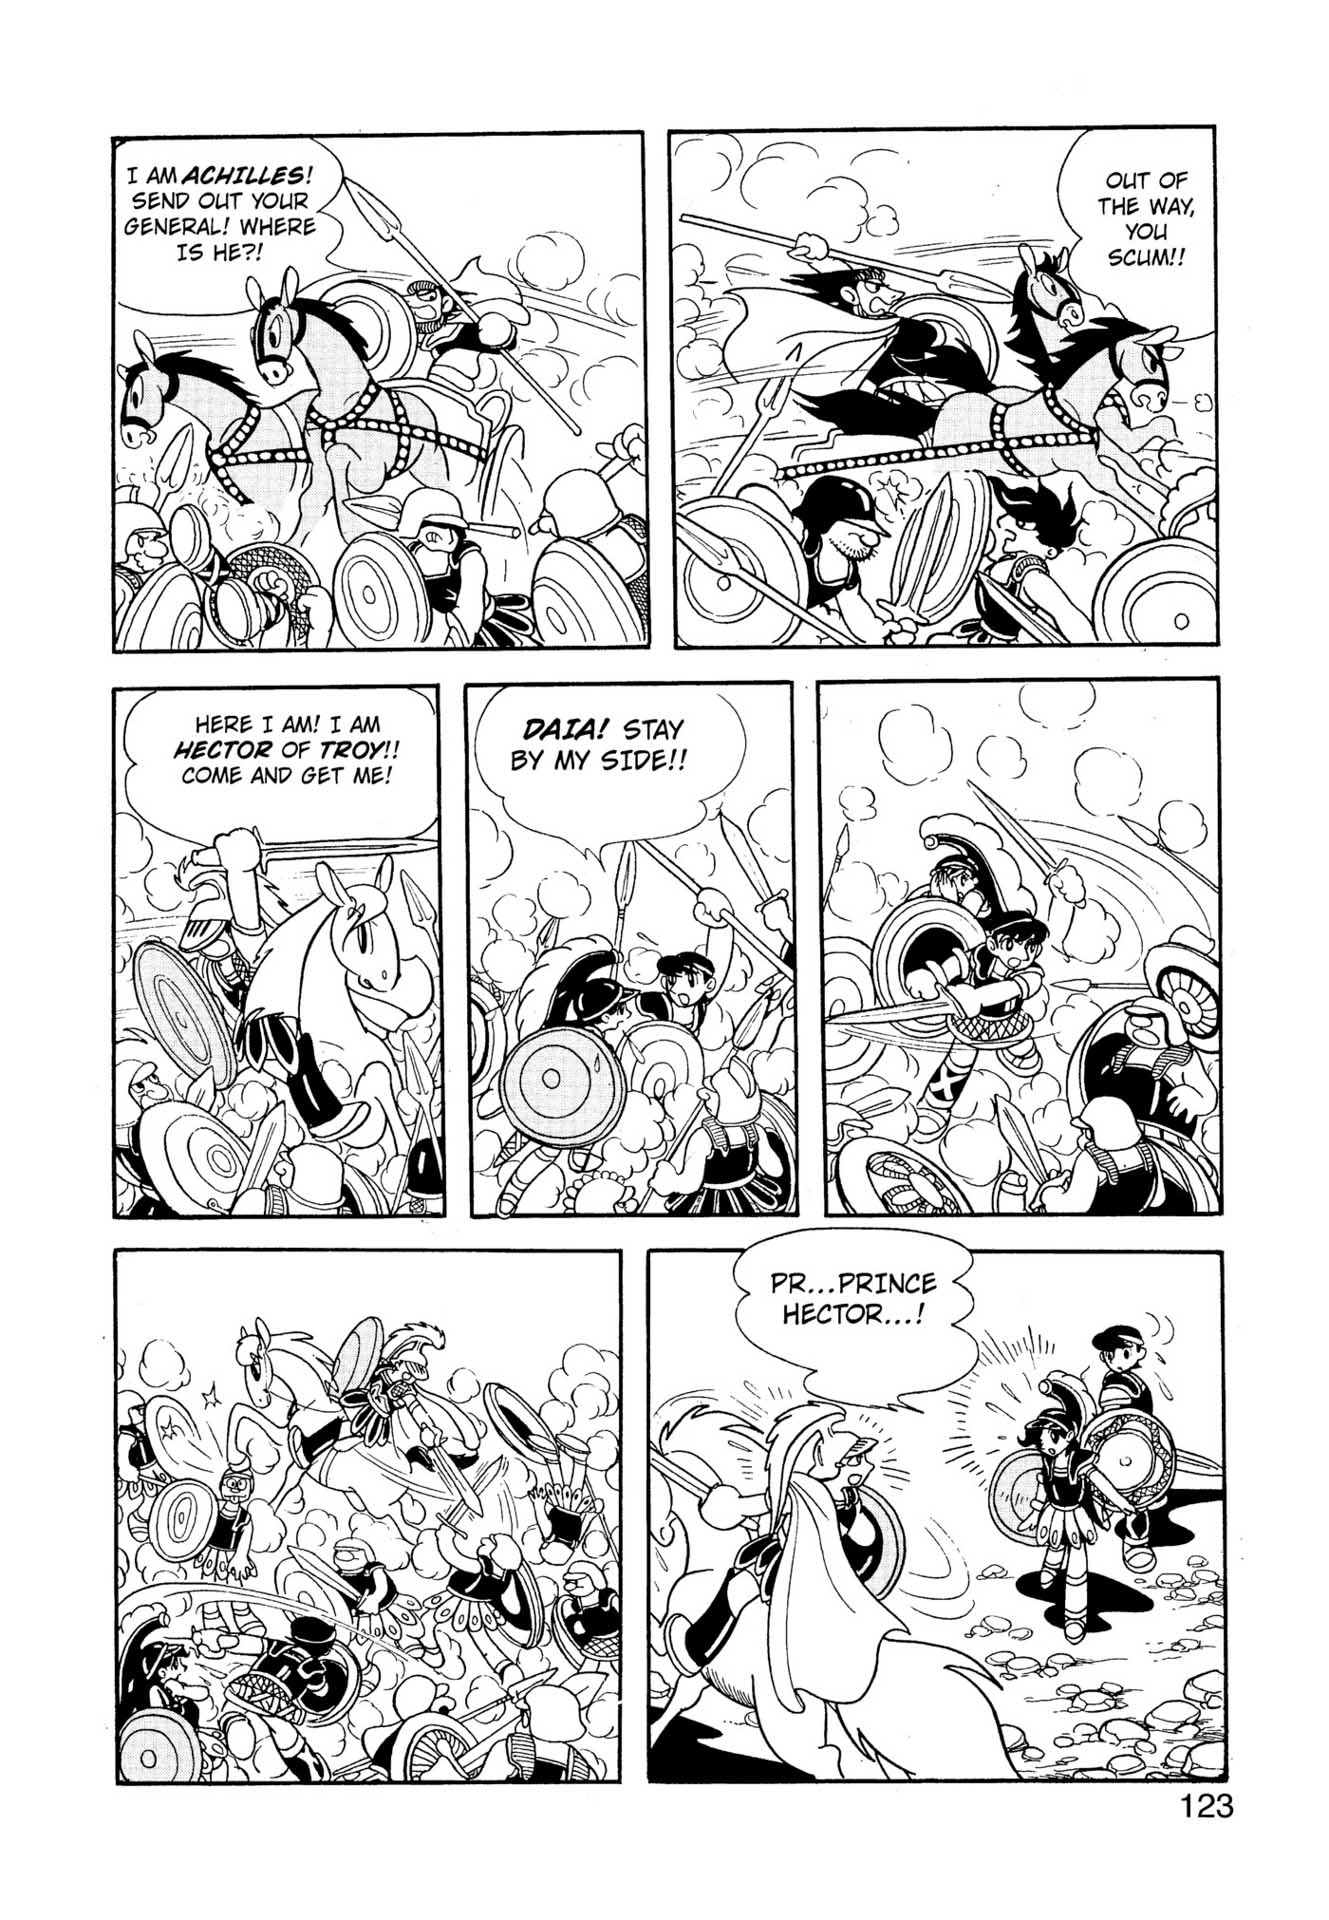 I AM ACHILLES!
SEND OUT YOUR
GENERAL! WHERE
IS HE?!
OUT OF
THE WAY,
YOU
SCUM!!
HERE I AM! I AM
HECTOR OF TROY!!
COME AND GET ME!
DAIA! STAY
BY MY SIDE!!
PR...PRINCE
HECTOR...!
123